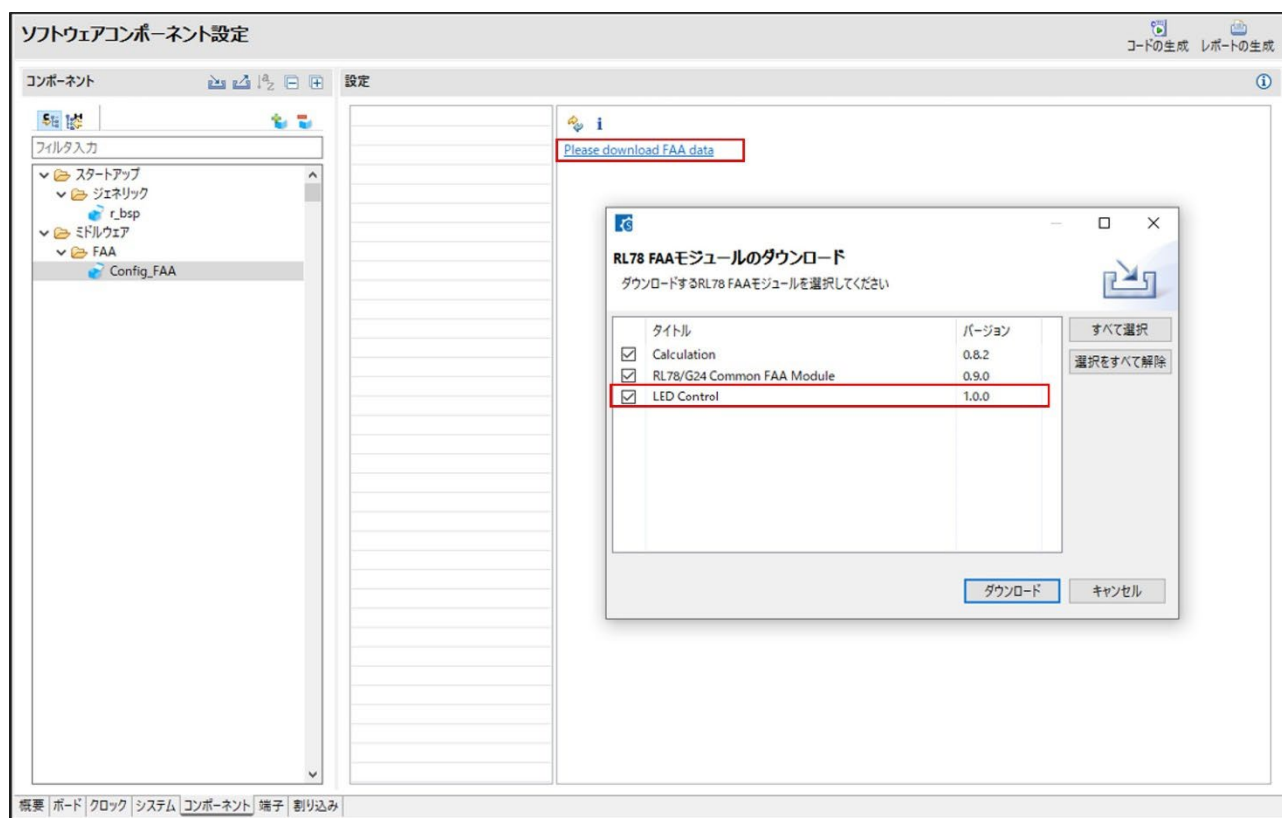 ソフトウェアコンポーネント設定
コードの生成 レポートの生成
コンポーネント
設定
フィルタ入力
スタートアップ
ジェネリック
r_bsp
ミドルウェア
FAA
Config_FAA
Please download FAA data
RL78 FAAモジュールのダウンロード
ダウンロードするRL78 FAAモジュールを選択してください
タイトル バージョン
Calculation 0.8.2
RL78/G24 Common FAA Module 0.9.0
LED Control 1.0.0
すべて選択
選択をすべて解除
ダウンロード キャンセル
概要 ボード クロック システム コンポーネント 端子 割り込み